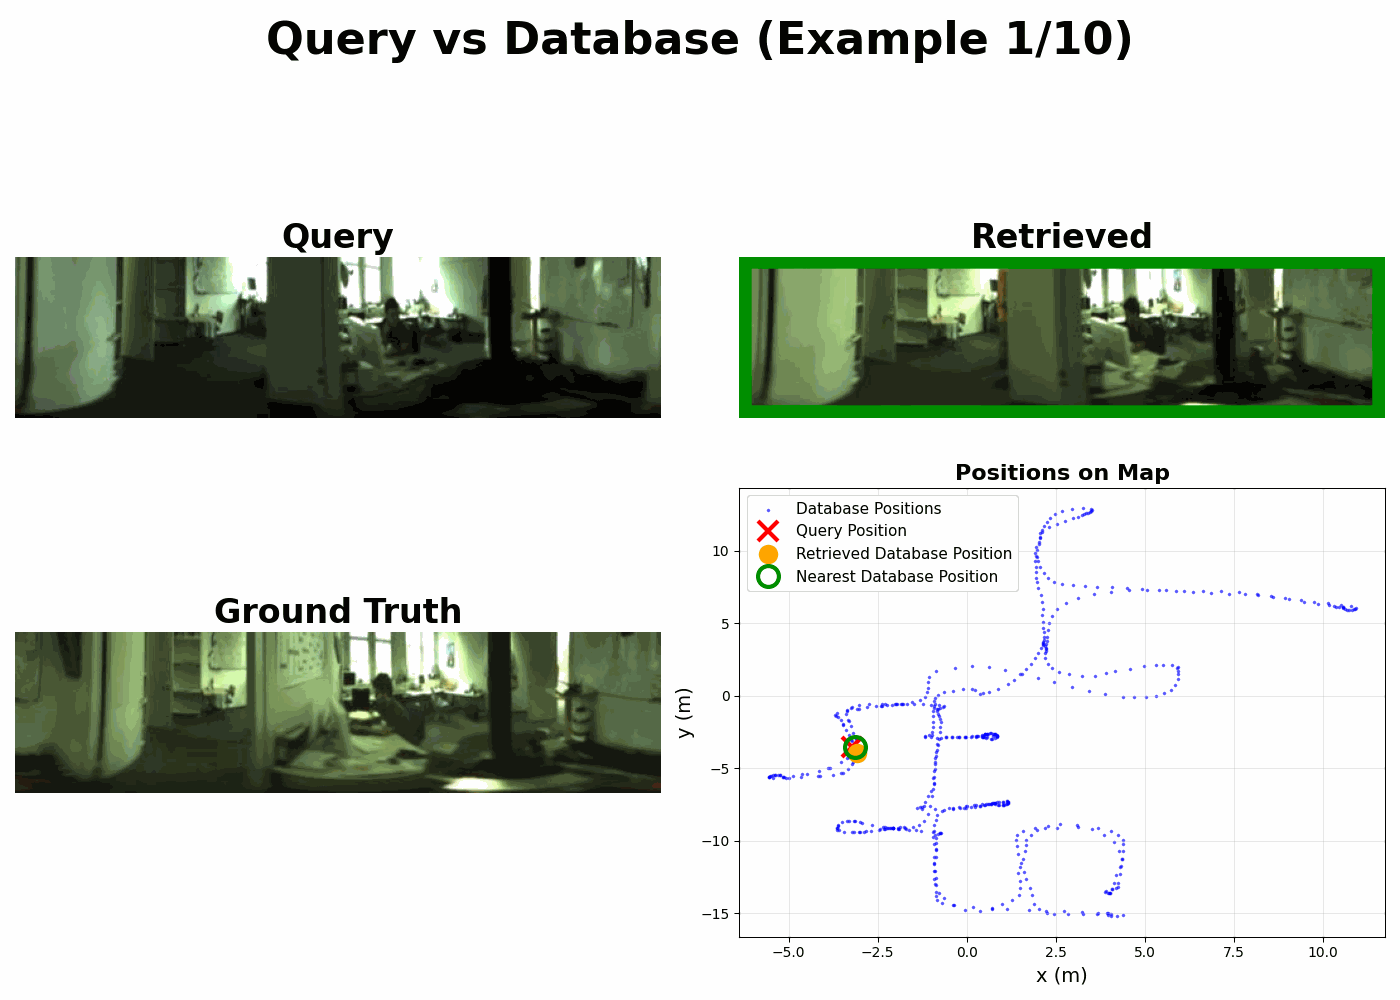 Query vs Database (Example 1/10)
Query
Retrieved
Ground Truth
Positions on Map
Database Positions
Query Position
Retrieved Database Position
Nearest Database Position
10
5
0
−5
−10
−15
y (m)
−5.0 −2.5 0.0 2.5 5.0 7.5 10.0
x (m)